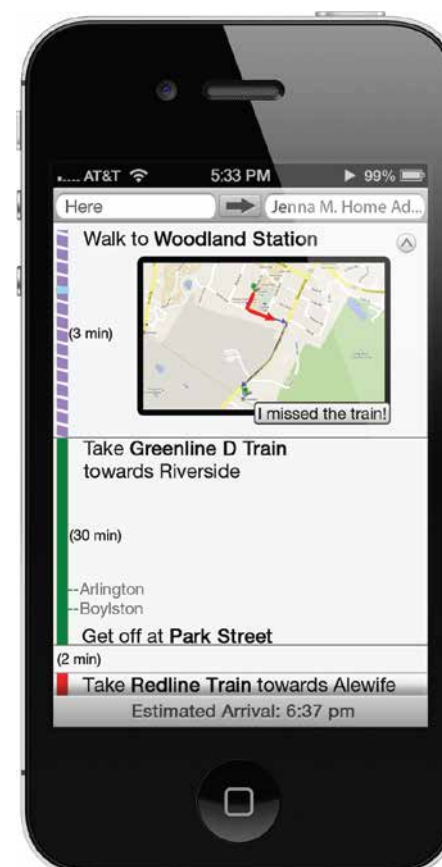 ..... AT&T 5:33 PM 99%
Here Jenna M. Home Ad...
Walk to Woodland Station
(3 min)
I missed the train!
Take Greenline D Train
towards Riverside
(30 min)
--Arlington
--Boylston
Get off at Park Street
(2 min)
Take Redline Train towards Alewife
Estimated Arrival: 6:37 pm